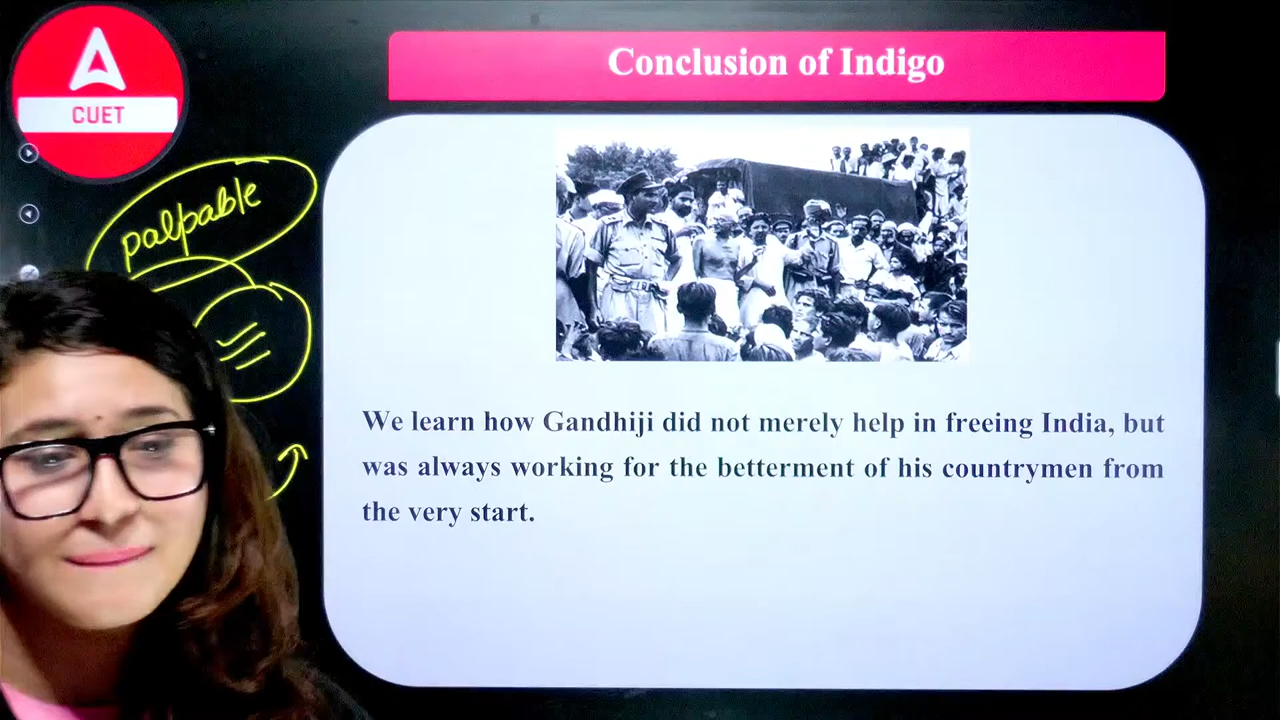 CUET
Conclusion of Indigo
palpable
We learn how Gandhiji did not merely help in freeing India, but
was always working for the betterment of his countrymen from
the very start.